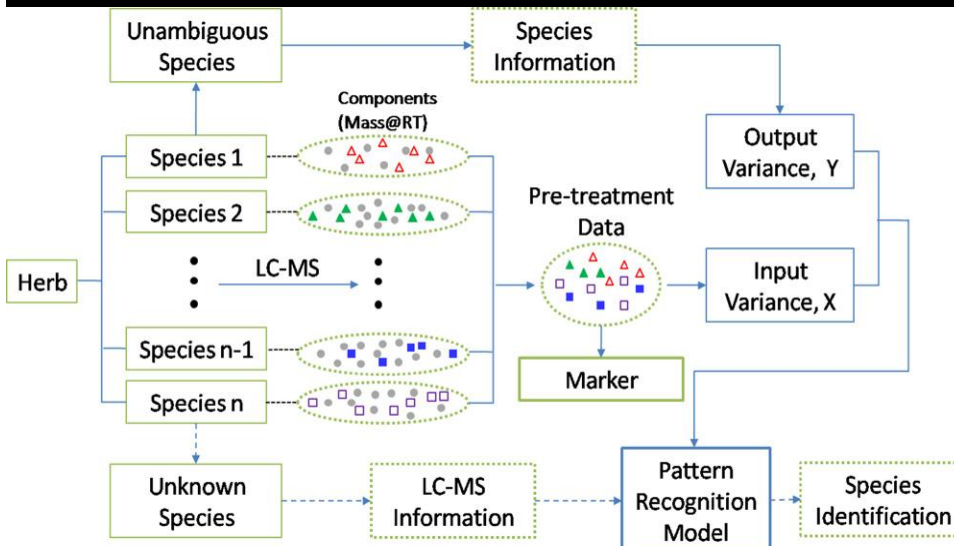 Unambiguous
Species
Species
Information
Components
(Mass@RT)
Output
Variance, Y
Species 1
Species 2
Pre-treatment
Data
Herb
LC-MS
Input
Variance, X
Species n-1
Marker
Species n
Unknown
Species
LC-MS
Information
Pattern
Recognition
Model
Species
Identification